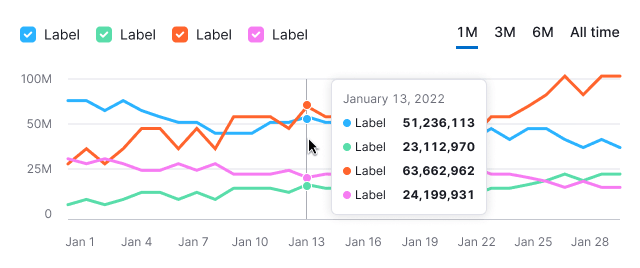 Label Label Label Label 1M 3M 6M All time
100M
50M
25M
0
January 13, 2022
Label 51,236,113
Label 23,112,970
Label 63,662,962
Label 24,199,931
Jan 1 Jan 4 Jan 7 Jan 10 Jan 13 Jan 16 Jan 19 Jan 22 Jan 25 Jan 28